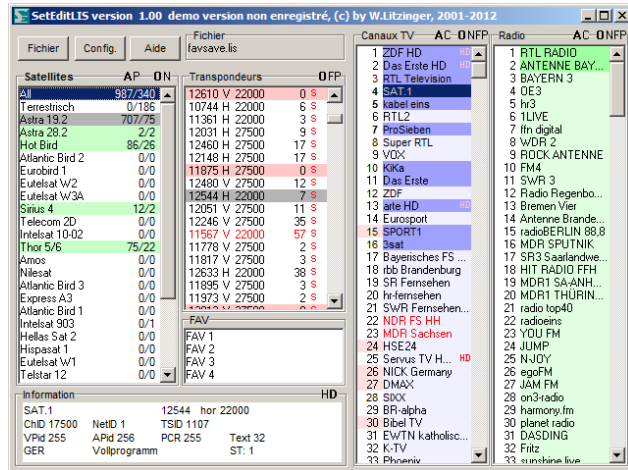 SetEditLIS version 1.00 demo version non enregistré, (c) by W.Litzinger, 2001-2012
Fichier Config. Aide
Fichier
favsave.lis
Satellites AP ON
All 987/340
Terrestrisch 0/186
Astra 19.2 707/75
Astra 28.2 2/2
Hot Bird 86/26
Atlantic Bird 2 0/0
Eurobird 1 0/0
Eutelsat W2 0/0
Eutelsat W3A 0/0
Sirius 4 12/2
Telecom 2D 0/0
Intelsat 10-02 0/0
Thor 5/6 75/22
Amos 0/0
Nilesat 0/0
Atlantic Bird 3 0/0
Express A3 0/0
Atlantic Bird 1 0/0
Intelsat 903 0/1
Hellas Sat 2 0/0
Hispasat 1 0/0
Eutelsat W1 0/0
Telstar 12 0/0
Transpondeurs OFP
12610 V 22000 0 S
10744 H 22000 6 S
11361 H 22000 3 S
12031 H 27500 9 S
12460 H 27500 17 S
12148 H 27500 17 S
11875 H 27500 0 S
12480 V 27500 12 S
12544 H 22000 7 S
12051 V 27500 11 S
12246 V 27500 35 S
11567 V 22000 57 S
11778 V 27500 2 S
11817 V 27500 3 S
12633 H 22000 38 S
11895 V 27500 3 S
11973 V 27500 2 S
FAV
FAV 1
FAV 2
FAV 3
FAV 4
Canaux TV AC ONFP
1 ZDF HD HD
2 Das Erste HD HD
3 RTL Television
4 SAT.1
5 kabel eins
6 RTL2
7 ProSieben
8 Super RTL
9 VOX
10 KiKa
11 Das Erste
12 ZDF
13 arte HD HD
14 Eurosport
15 SPORT1
16 3sat
17 Bayerisches FS ...
18 rbb Brandenburg
19 SR Fernsehen
20 hr-fernsehen
21 SWR Fernsehen...
22 NDR FS HH
23 MDR Sachsen
24 HSE24
25 Servus TV H... HD
26 NICK Germany
27 DMAX
28 SIXX
29 BR-alpha
30 Bibel TV
31 EWTN katholisc...
32 K-TV
33 Phoenix
Radio AC ONFP
1 RTL RADIO
2 ANTENNE BAY...
3 BAYERN 3
4 OE3
5 hr3
6 1LIVE
7 ffn digital
8 WDR 2
9 ROCK ANTENNE
10 FM4
11 SWR 3
12 Radio Regenbo...
13 Bremen Vier
14 Antenne Brande...
15 radioBERLIN 88,8
16 MDR SPUTNIK
17 SR3 Saarlandwe...
18 HIT RADIO FFH
19 MDR1 SA-ANH...
20 MDR1 THÜRIN...
21 radio top40
22 radioeins
23 YOU FM
24 JUMP
25 N-JOY
26 egoFM
27 JAM FM
28 on3-radio
29 harmony.fm
30 planet radio
31 DASDING
32 Fritz
33 sunshine live
Information HD
SAT.1 12544 hor 22000
ChID 17500 NetID 1 TSID 1107
VPid 255 APid 256 PCR 255 Text 32
GER Vollprogramm ST: 1